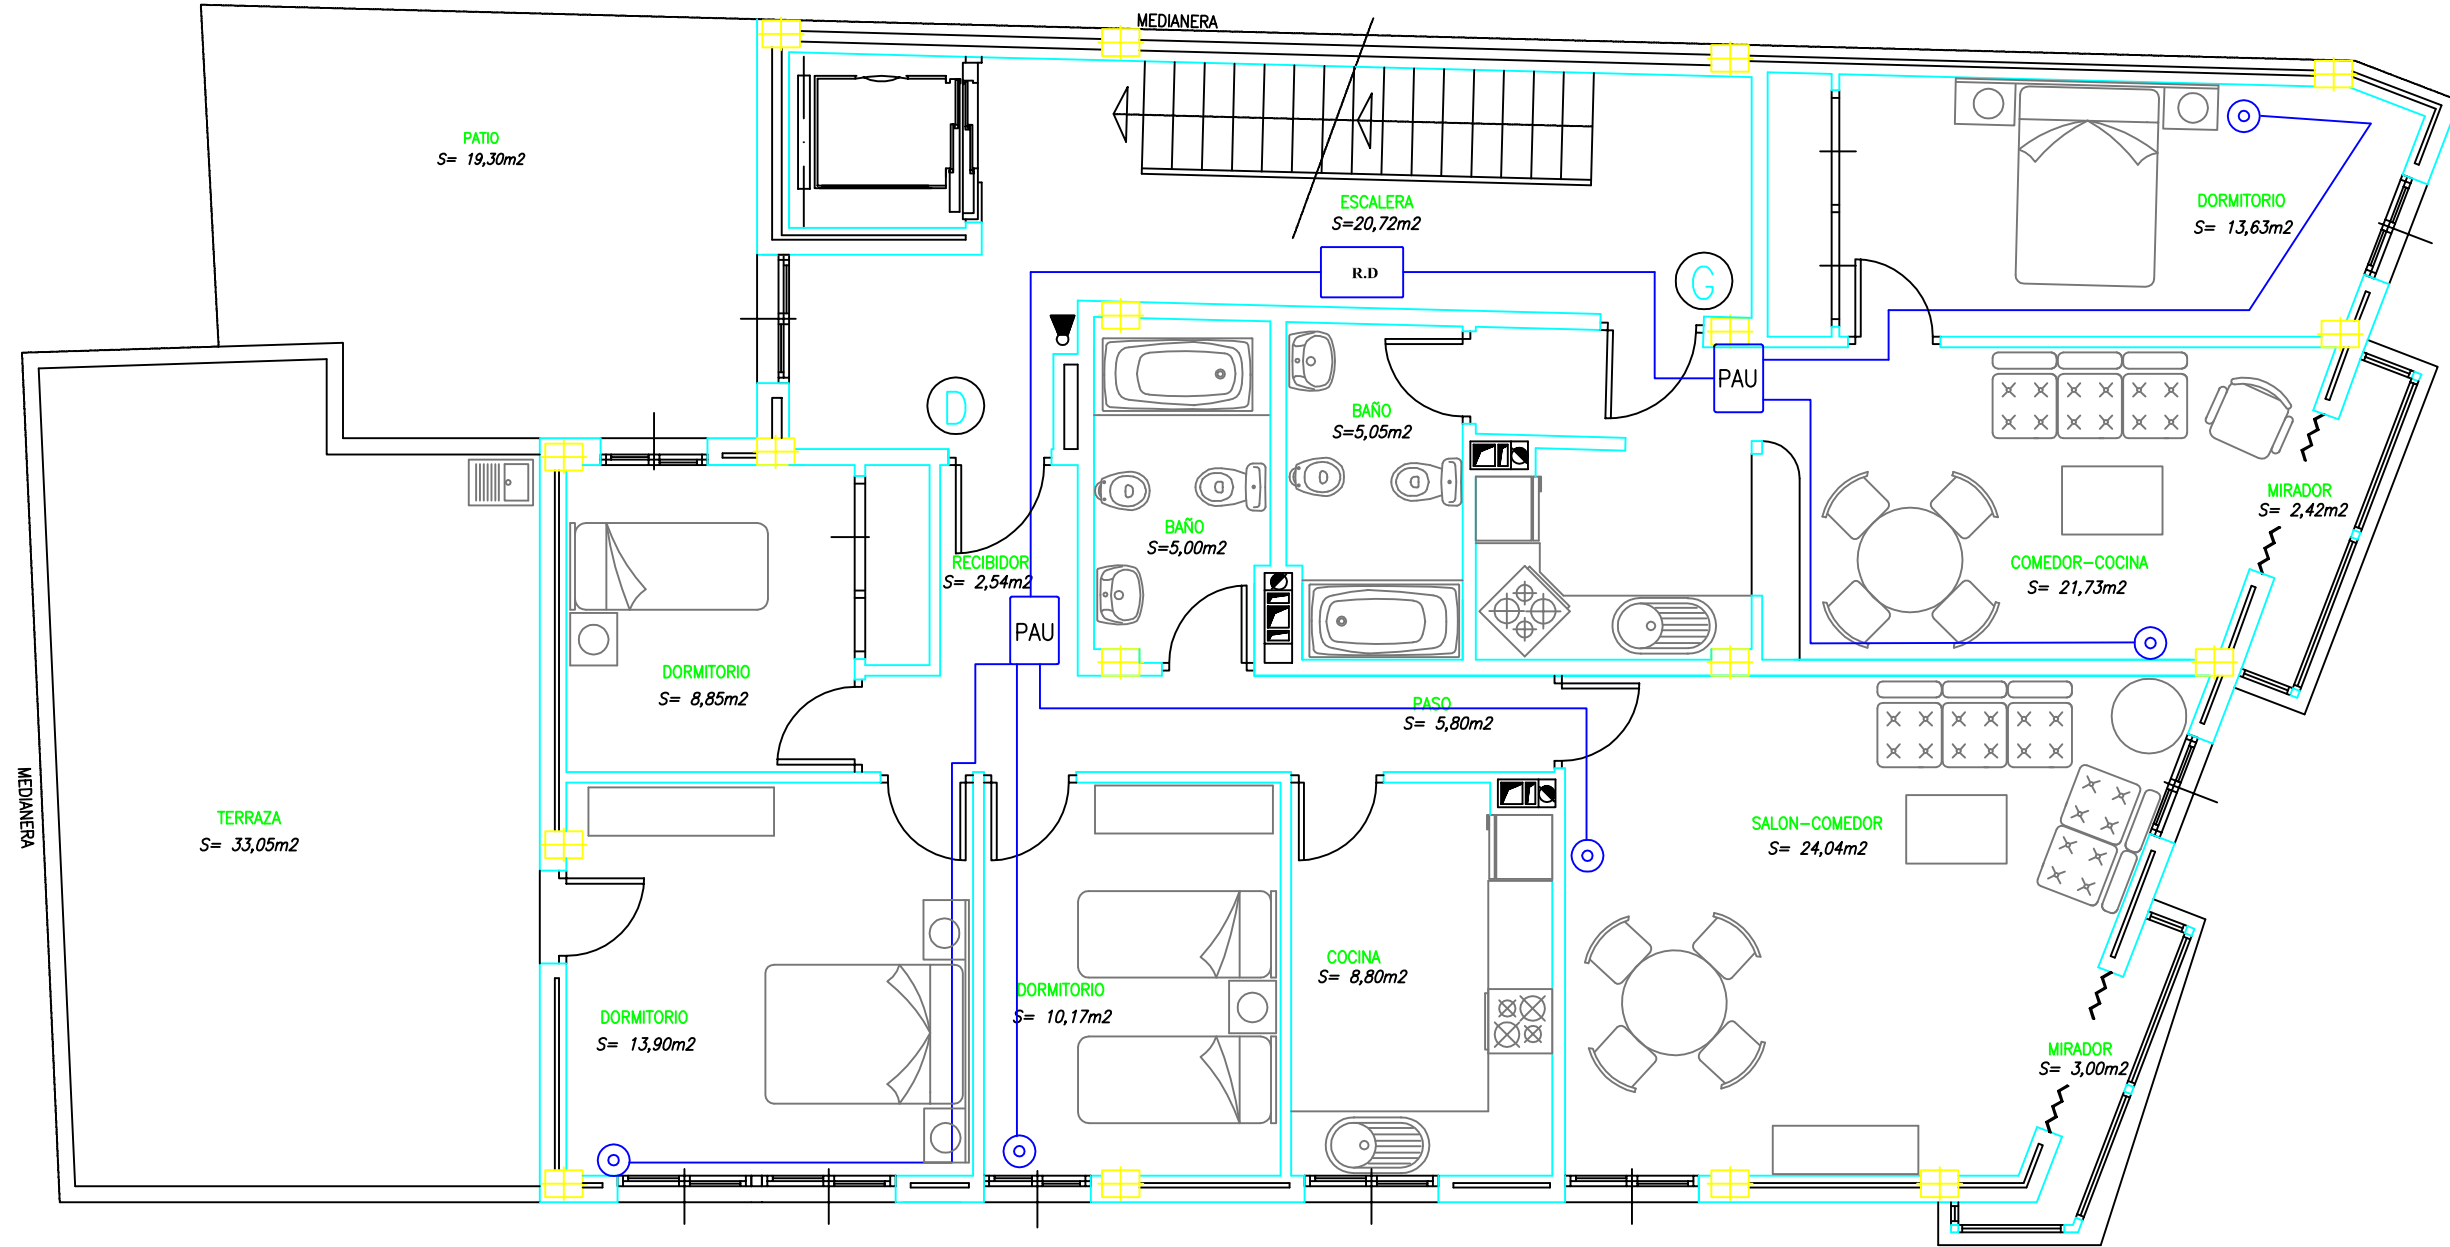 MEDIANERA
PATIO
S= 19,30m2
ESCALERA
S=20,72m2
DORMITORIO
S= 13,63m2
R.D
G
PAU
D
BAÑO
S=5,05m2
MIRADOR
S= 2,42m2
BAÑO
S=5,00m2
RECIBIDOR
S= 2,54m2
COMEDOR-COCINA
S= 21,73m2
PAU
DORMITORIO
S= 8,85m2
PASO
S= 5,80m2
MEDIANERA
TERRAZA
S= 33,05m2
SALON-COMEDOR
S= 24,04m2
COCINA
S= 8,80m2
DORMITORIO
S= 10,17m2
DORMITORIO
S= 13,90m2
MIRADOR
S= 3,00m2